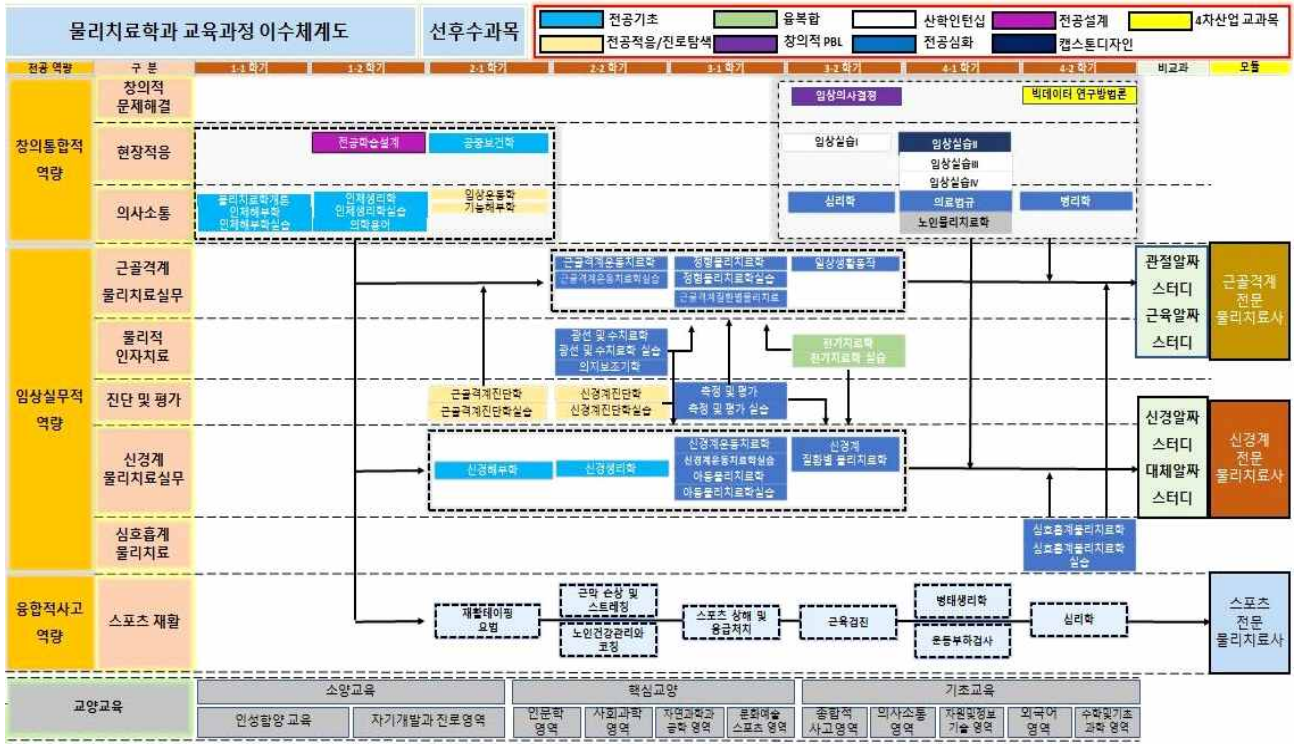 물리치료학과 교육과정 이수체계도
선후수과목
전공기초
융복합
산학인턴십
전공설계
4차산업 교과목
전공적응/진로탐색
창의적 PBL
전공심화
캡스톤디자인
전공 역량
구 분
1-1 학기
1-2 학기
2-1 학기
2-2 학기
3-1 학기
3-2 학기
4-1 학기
4-2 학기
비교과
모듈
창의통합적
역량
창의적
문제해결
임상의사결정
빅데이터 연구방법론
현장적응
전공학습설계
공중보건학
임상실습I
임상실습II
임상실습III
임상실습IV
의사소통
물리치료학개론
인체해부학
인체해부학실습
인체생리학
인체생리학실습
의학용어
임상운동학
기능해부학
심리학
의료법규
노인물리치료학
병리학
임상실무적
역량
근골격계
물리치료실무
근골격계운동치료학
근골격계운동치료학실습
정형물리치료학
정형물리치료학실습
근골격계질환별물리치료
일상생활동작
관절알짜
스터디
근육알짜
스터디
근골격계
전문
물리치료사
물리적
인자치료
광선 및 수치료학
광선 및 수치료학 실습
의지보조기학
전기치료학
전기치료학 실습
진단 및 평가
근골격계진단학
근골격계진단학실습
신경계진단학
신경계진단학실습
측정 및 평가
측정 및 평가 실습
신경계
물리치료실무
신경해부학
신경생리학
신경계운동치료학
신경계운동치료학실습
아동물리치료학
아동물리치료학실습
신경계
질환별 물리치료학
신경알짜
스터디
대체알짜
스터디
신경계
전문
물리치료사
심호흡계
물리치료
심호흡계물리치료학
심호흡계물리치료학
실습
융합적사고
역량
스포츠 재활
재활테이핑
요법
근막 손상 및
스트레칭
노인건강관리와
코칭
스포츠 상해 및
응급처치
근육검진
병태생리학
운동부하검사
심리학
스포츠
전문
물리치료사
교양교육
소양교육
핵심교양
기초교육
인성함양 교육
자기개발과 진로영역
인문학
영역
사회과학
영역
자연과학과
공학 영역
문화예술
스포츠 영역
종합적
사고영역
의사소통
영역
자원및정보
기술 영역
외국어
영역
수학및기초
과학 영역